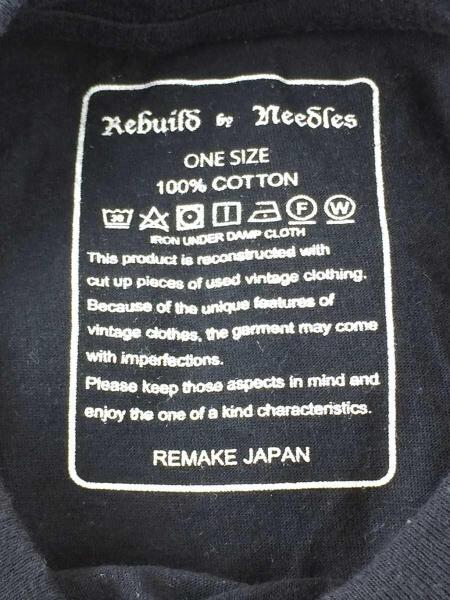 Rebuild by Needles
ONE SIZE
100% COTTON
30 F W
IRON UNDER DAMP CLOTH
This product is reconstructed with
cut up pieces of used vintage clothing.
Because of the unique features of
vintage clothes, the garment may come
with imperfections.
Please keep those aspects in mind and
enjoy the one of a kind characteristics.
REMAKE JAPAN